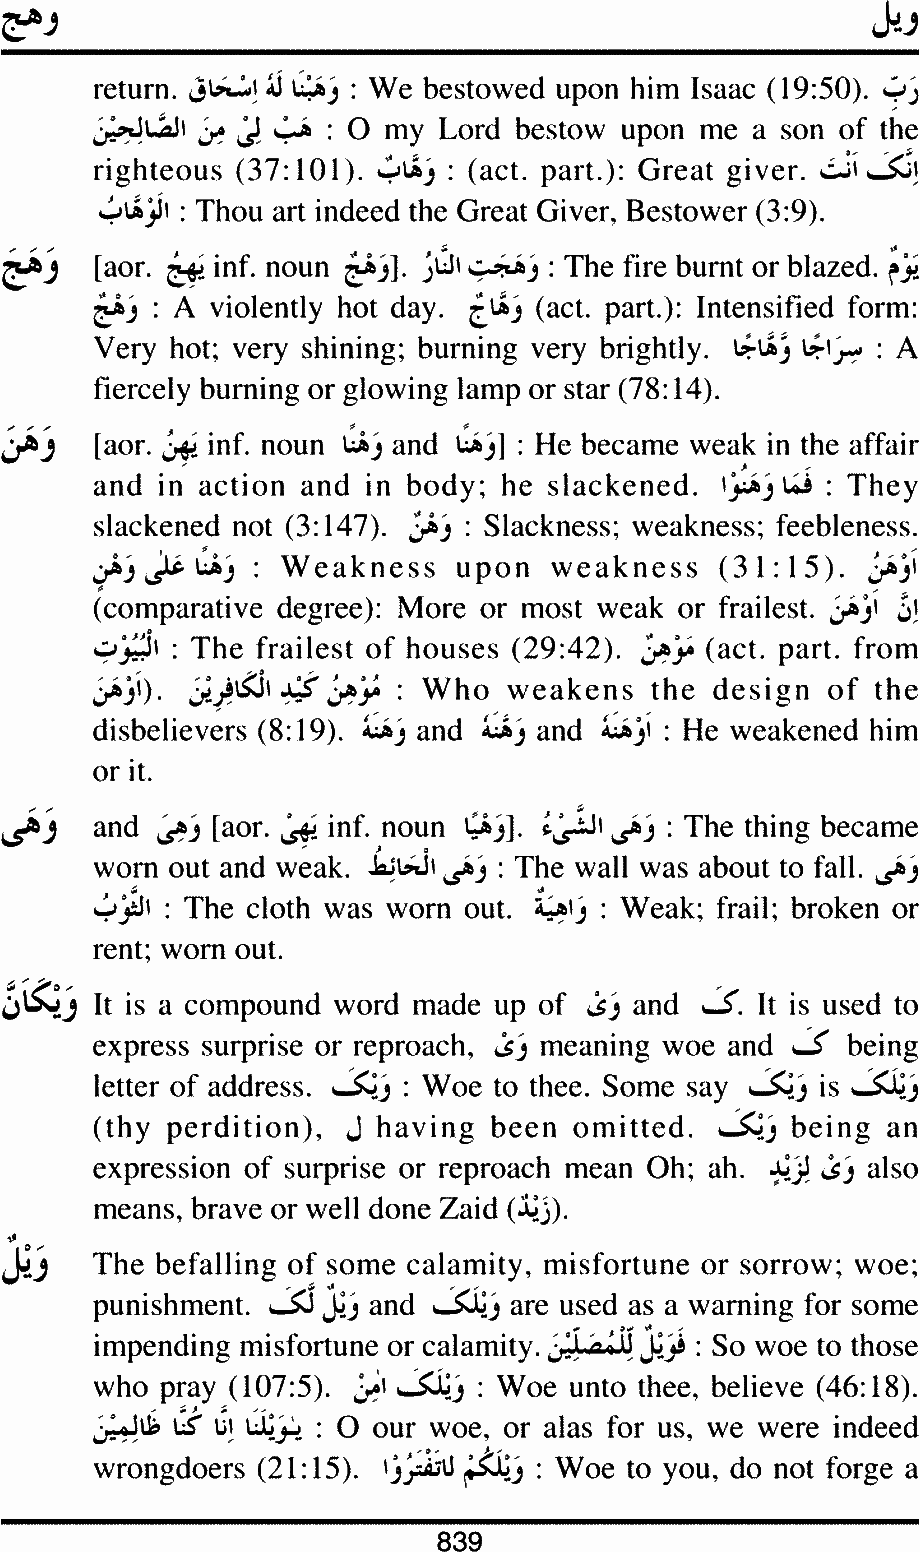 وهج ويل
return. وَهَبْنَا لَهٗ اِسْحَاقَ : We bestowed upon him Isaac (19:50). رَبِّ
هَبْ لِيْ مِنَ الصَّالِحِيْنَ : O my Lord bestow upon me a son of the
righteous (37:101). وَهَّابٌ : (act. part.): Great giver. اِنَّکَ اَنْتَ
الْوَهَّابُ : Thou art indeed the Great Giver, Bestower (3:9).
وَهَجَ [aor. يَهِجُ inf. noun وَهْجٌ]. وَهَجَتِ النَّارُ : The fire burnt or blazed. يَوْمٌ
وَهْجٌ : A violently hot day. وَهَّاجٌ (act. part.): Intensified form:
Very hot; very shining; burning very brightly. سِرَاجًا وَّهَّاجًا : A
fiercely burning or glowing lamp or star (78:14).
وَهَنَ [aor. يَهِنُ inf. noun وَهْنًا and وَهَنًا] : He became weak in the affair
and in action and in body; he slackened. فَمَا وَهَنُوْا : They
slackened not (3:147). وَهْنٌ : Slackness; weakness; feebleness.
وَهْنًا عَلٰى وَهْنٍ : Weakness upon weakness (31:15). اَوْهَنُ
(comparative degree): More or most weak or frailest. اِنَّ اَوْهَنَ
الْبُيُوْتِ : The frailest of houses (29:42). مُوْهِنٌ (act. part. from
اَوْهَنَ). مُوْهِنُ كَيْدِ الْكَافِرِيْنَ : Who weakens the design of the
disbelievers (8:19). وَهَنَهٗ and وَهَّنَهٗ and اَوْهَنَهٗ : He weakened him
or it.
وَهَى and وَهِىَ [aor. يَهِىْ inf. noun وَهْيًا]. وَهَى الشَّيْءُ : The thing became
worn out and weak. وَهَى الْحَائِطُ : The wall was about to fall. وَهَى
الثَّوْبُ : The cloth was worn out. وَاهِيَةٌ : Weak; frail; broken or
rent; worn out.
وَيْكَاَنَّ It is a compound word made up of وَىْ and کَ. It is used to
express surprise or reproach, وَىْ meaning woe and کَ being
letter of address. وَيْکَ : Woe to thee. Some say وَيْکَ is وَيْلَکَ
(thy perdition), ل having been omitted. وَيْکَ being an
expression of surprise or reproach mean Oh; ah. وَىْ لِزَيْدٍ also
means, brave or well done Zaid (زَيْدٌ).
وَيْلٌ The befalling of some calamity, misfortune or sorrow; woe;
punishment. وَيْلٌ لَّکَ and وَيْلَکَ are used as a warning for some
impending misfortune or calamity. فَوَيْلٌ لِّلْمُصَلِّيْنَ : So woe to those
who pray (107:5). وَيْلَکَ اٰمِنْ : Woe unto thee, believe (46:18).
يٰوَيْلَنَا اِنَّا كُنَّا ظَالِمِيْنَ : O our woe, or alas for us, we were indeed
wrongdoers (21:15). وَيْلَكُمْ لَاتَفْتَرُوْا : Woe to you, do not forge a
839